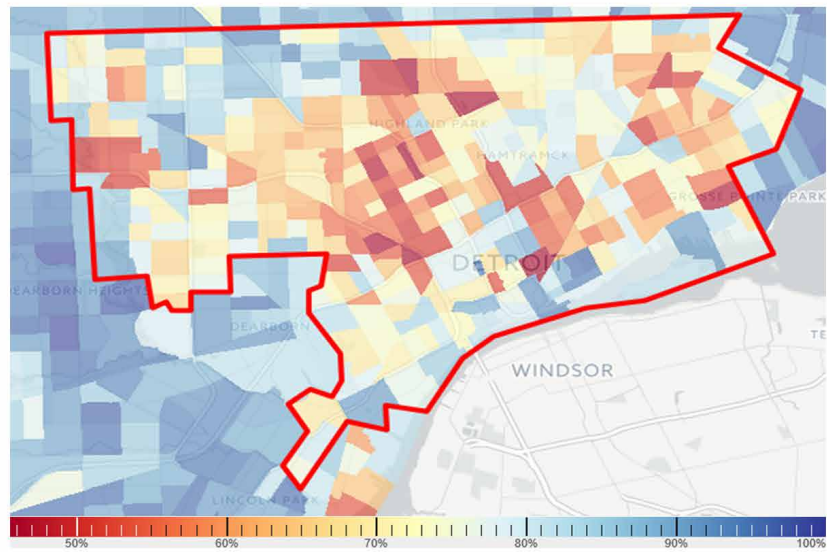 HIGHLAND PARK
HAMTRAMCK
GROSSE POINTE PARK
DETROIT
DEARBORN HEIGHTS
DEARBORN
TE
WINDSOR
LINCOLN PARK
50% 60% 70% 80% 90% 100%